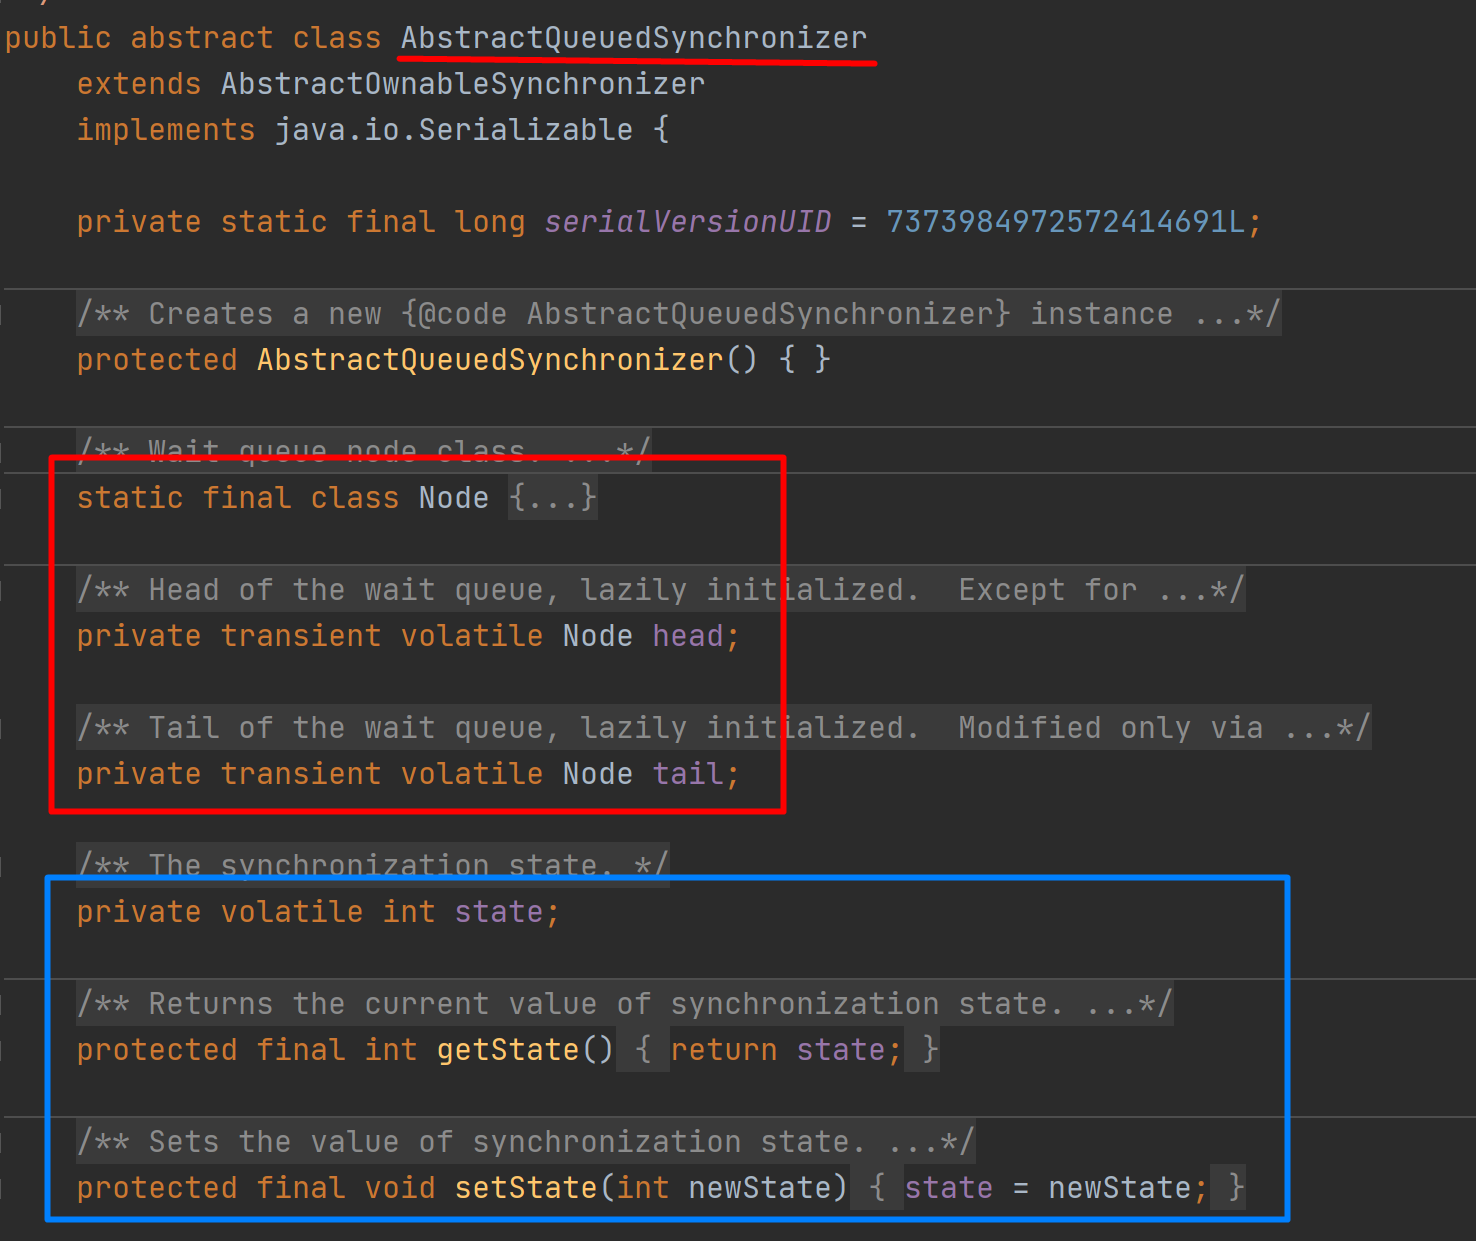 public abstract class AbstractQueuedSynchronizer
extends AbstractOwnableSynchronizer
implements java.io.Serializable {
private static final long serialVersionUID = 7373984972572414691L;
/** Creates a new {@code AbstractQueuedSynchronizer} instance ...*/
protected AbstractQueuedSynchronizer() { }
/** Wait queue node class. ...*/
static final class Node {...}
/** Head of the wait queue, lazily initialized.  Except for ...*/
private transient volatile Node head;
/** Tail of the wait queue, lazily initialized.  Modified only via ...*/
private transient volatile Node tail;
/** The synchronization state. */
private volatile int state;
/** Returns the current value of synchronization state. ...*/
protected final int getState() { return state; }
/** Sets the value of synchronization state. ...*/
protected final void setState(int newState) { state = newState; }